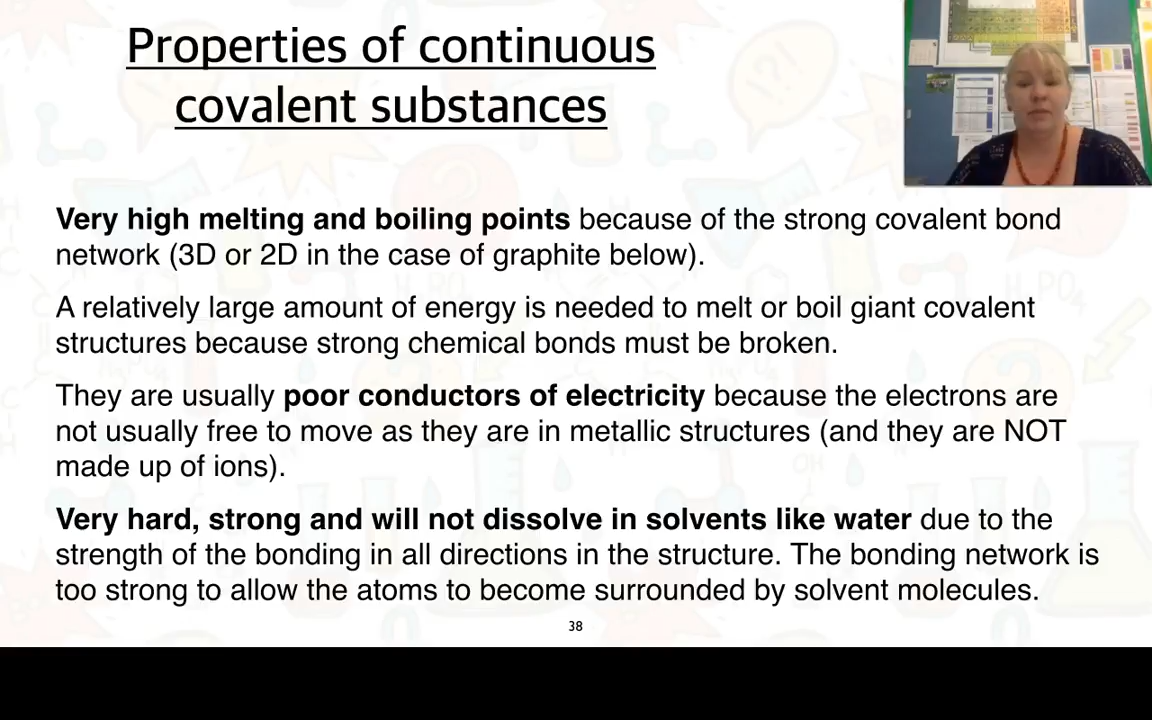 Properties of continuous
covalent substances
Very high melting and boiling points because of the strong covalent bond
network (3D or 2D in the case of graphite below).
A relatively large amount of energy is needed to melt or boil giant covalent
structures because strong chemical bonds must be broken.
They are usually poor conductors of electricity because the electrons are
not usually free to move as they are in metallic structures (and they are NOT
made up of ions).
Very hard, strong and will not dissolve in solvents like water due to the
strength of the bonding in all directions in the structure. The bonding network is
too strong to allow the atoms to become surrounded by solvent molecules.
38